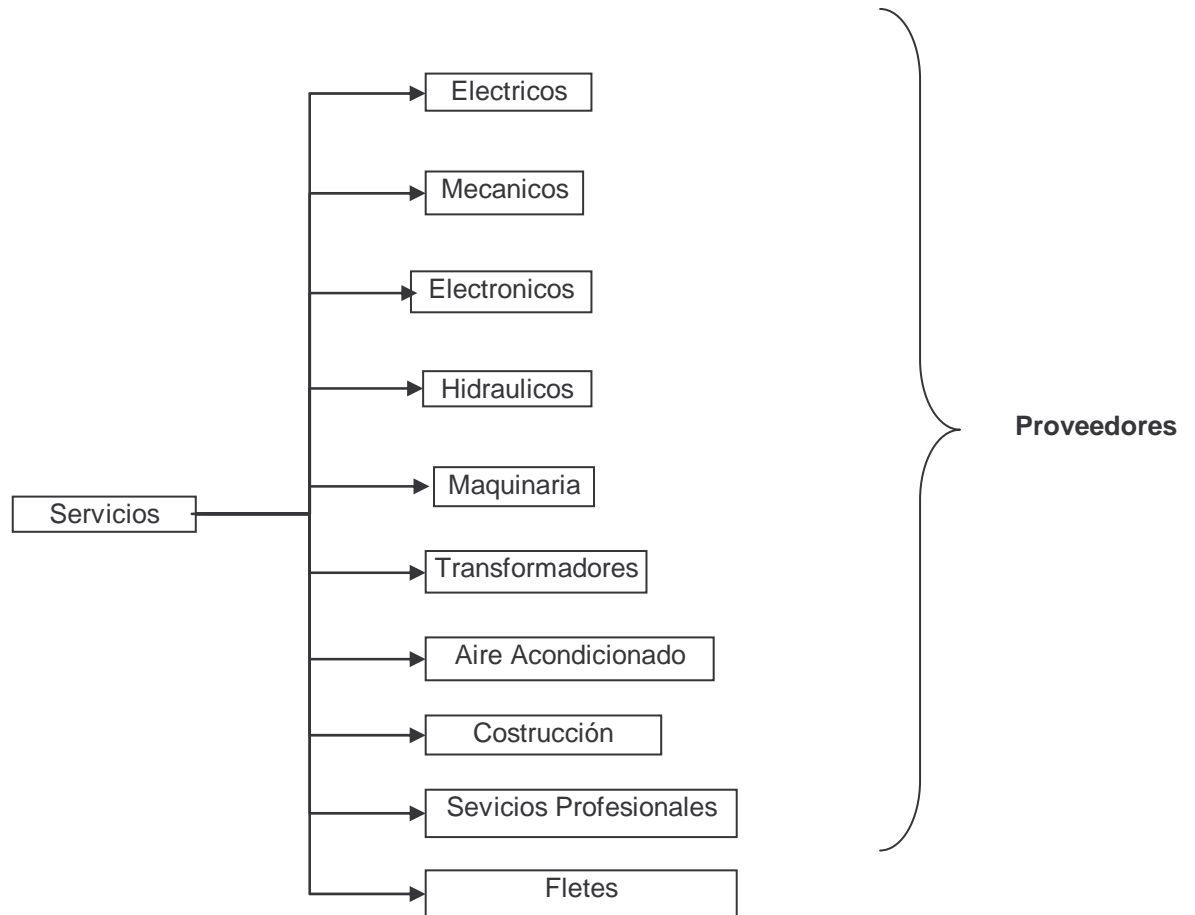 Electricos
Mecanicos
Electronicos
Hidraulicos
Proveedores
Maquinaria
Servicios
Transformadores
Aire Acondicionado
Costrucción
Sevicios Profesionales
Fletes